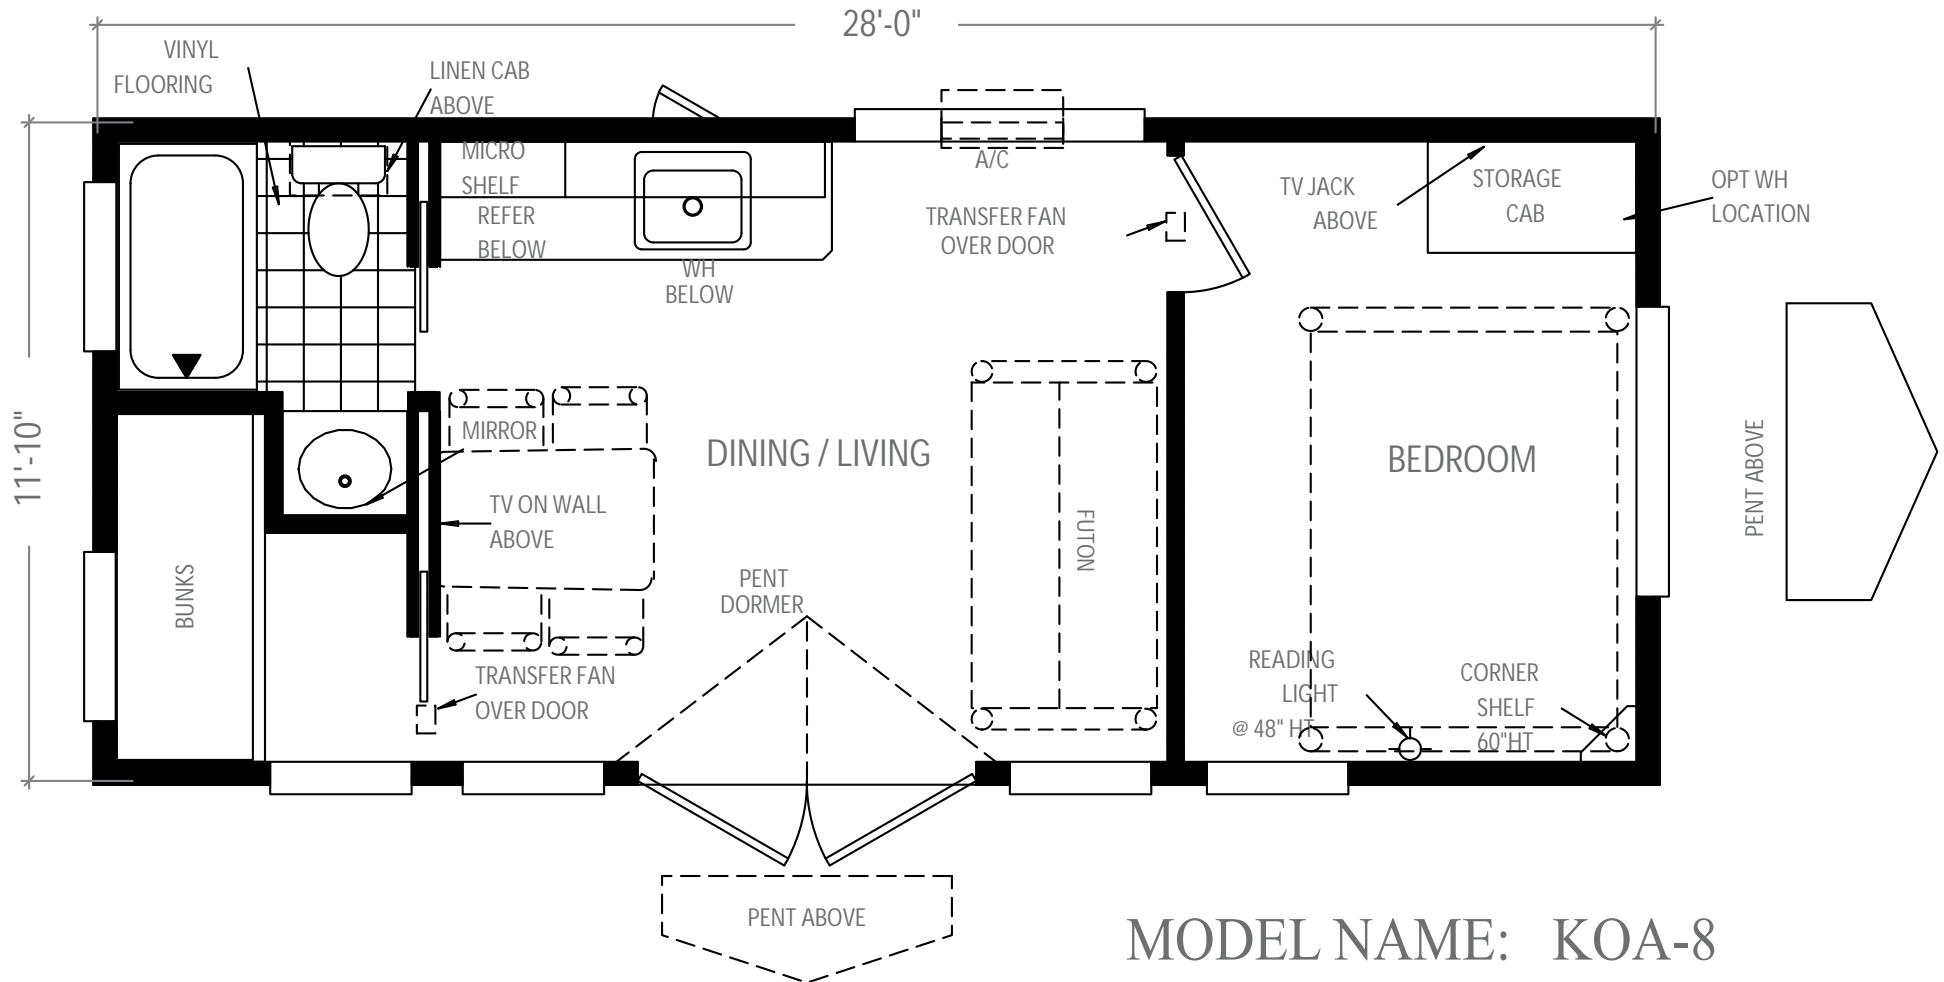 28'-0"
VINYL
FLOORING
LINEN CAB
ABOVE
MICRO
SHELF
REFER
BELOW
WH
BELOW
A/C
TRANSFER FAN
OVER DOOR
TV JACK
ABOVE
STORAGE
CAB
OPT WH
LOCATION
11'-10"
MIRROR
DINING / LIVING
BEDROOM
PENT ABOVE
TV ON WALL
ABOVE
FUTON
BUNKS
PENT
DORMER
TRANSFER FAN
OVER DOOR
READING
LIGHT
@ 48" HT
CORNER
SHELF
60"HT
PENT ABOVE
MODEL NAME: KOA-8